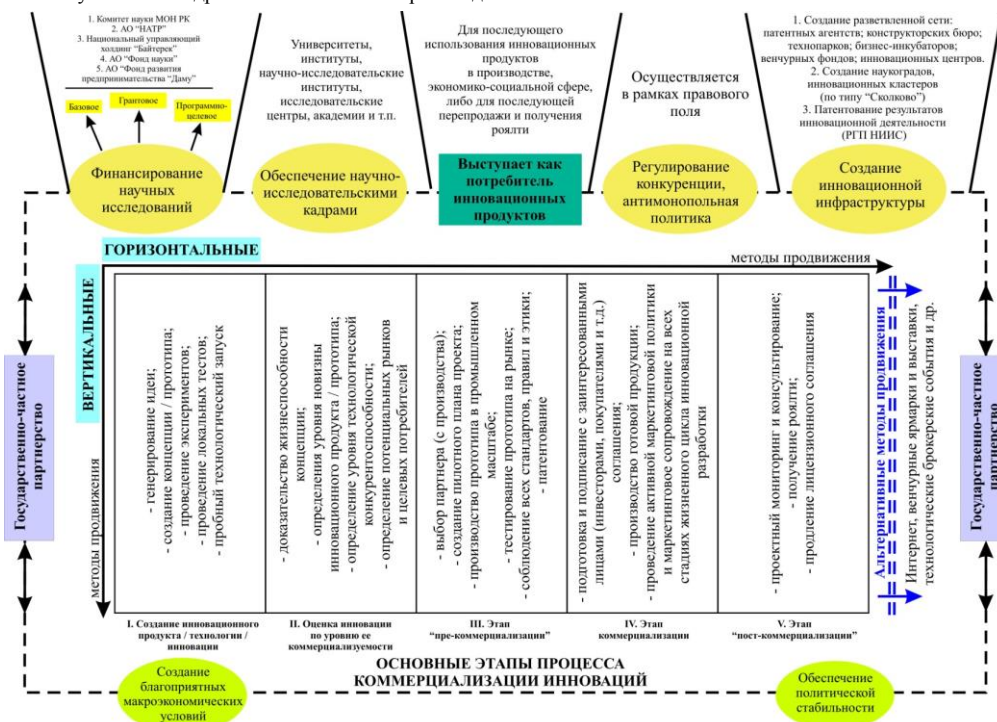 1. Комитет науки МОН РК
2. АО “НАТР”
3. Национальный управляющий
холдинг “Байтерек”
4. АО “Фонд науки”
5. АО “Фонд развития
предпринимательства “Даму”
Базовое
Грантовое
Программно-
целевое
Финансирование
научных
исследований
Университеты,
институты,
научно-исследовательские
институты,
исследовательские
центры, академии и т.п.
Обеспечение научно-
исследовательскими
кадрами
Для последующего
использования инновационных
продуктов
в производстве,
экономико-социальной сфере,
либо для последующей
перепродажи и получения
роялти
Выступает как
потребитель
инновационных
продуктов
Осуществляется
в рамках правового
поля
Регулирование
конкуренции,
антимонопольная
политика
1. Создание разветвленной сети:
патентных агентств; конструкторских бюро;
технопарков; бизнес-инкубаторов;
венчурных фондов; инновационных центров.
2. Создание наукоградов,
инновационных кластеров
(по типу “Сколково”)
3. Патентование результатов
инновационной деятельности
(РГП НИИС)
Создание
инновационной
инфраструктуры
ГОРИЗОНТАЛЬНЫЕ
методы продвижения
ВЕРТИКАЛЬНЫЕ
методы продвижения
Государственно-частное
партнерство
- генерирование идеи;
- создание концепции / прототипа;
- проведение экспериментов;
- проведение локальных тестов;
- пробный технологический запуск
- доказательство жизнеспособности
концепции;
- определения уровня новизны
инновационного продукта / прототипа;
- определение уровня технологической
конкурентоспособности;
- определение потенциальных рынков
и целевых потребителей
- выбор партнера (с производства);
- создание пилотного плана проекта;
- производство прототипа в промышленном
масштабе;
- тестирование прототипа на рынке;
- соблюдение всех стандартов, правил и этики;
- патентование
- подготовка и подписание с заинтересованными
лицами (инвесторами, покупателями и т.д.)
соглашения;
- производство готовой продукции;
- проведение активной маркетинговой политики
и маркетинговое сопровождение на всех
стадиях жизненного цикла инновационной
разработки
- проектный мониторинг и консультирование;
- получение роялти;
- продление лицензионного соглашения
Альтернативные методы продвижения
Интернет, венчурные ярмарки и выставки,
технологические брокерские события и др.
Государственно-частное
партнерство
I. Создание инновационного
продукта / технологии /
инновации
II. Оценка инновации
по уровню ее
коммерциализуемости
III. Этап
“пре-коммерциализации”
IV. Этап
коммерциализации
V. Этап
“пост-коммерциализации”
ОСНОВНЫЕ ЭТАПЫ ПРОЦЕССА
КОММЕРЦИАЛИЗАЦИИ ИННОВАЦИЙ
Создание
благоприятных
макроэкономических
условий
Обеспечение
политической
стабильности